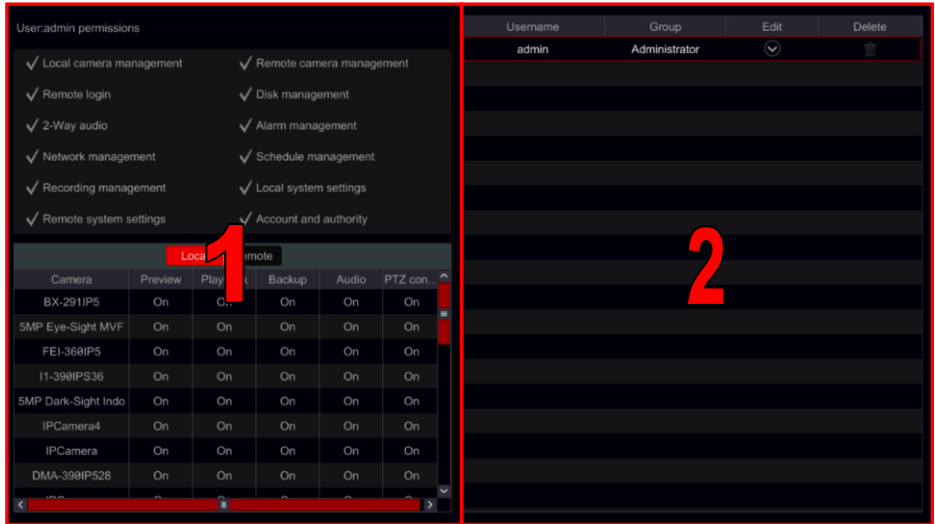 User:admin permissions
Local camera management Remote camera management
Remote login Disk management
2-Way audio Alarm management
Network management Schedule management
Recording management Local system settings
Remote system settings Account and authority
1
Camera Preview Backup Audio PTZ con...
BX-291IP5 On On On On On
5MP Eye-Sight MVF On On On On On
FEI-360IP5 On On On On On
I1-390IPS36 On On On On On
5MP Dark-Sight Indo On On On On On
IPCamera4 On On On On On
IPCamera On On On On On
DMA-390IP528 On On On On On
Username Group Edit Delete
admin Administrator
2